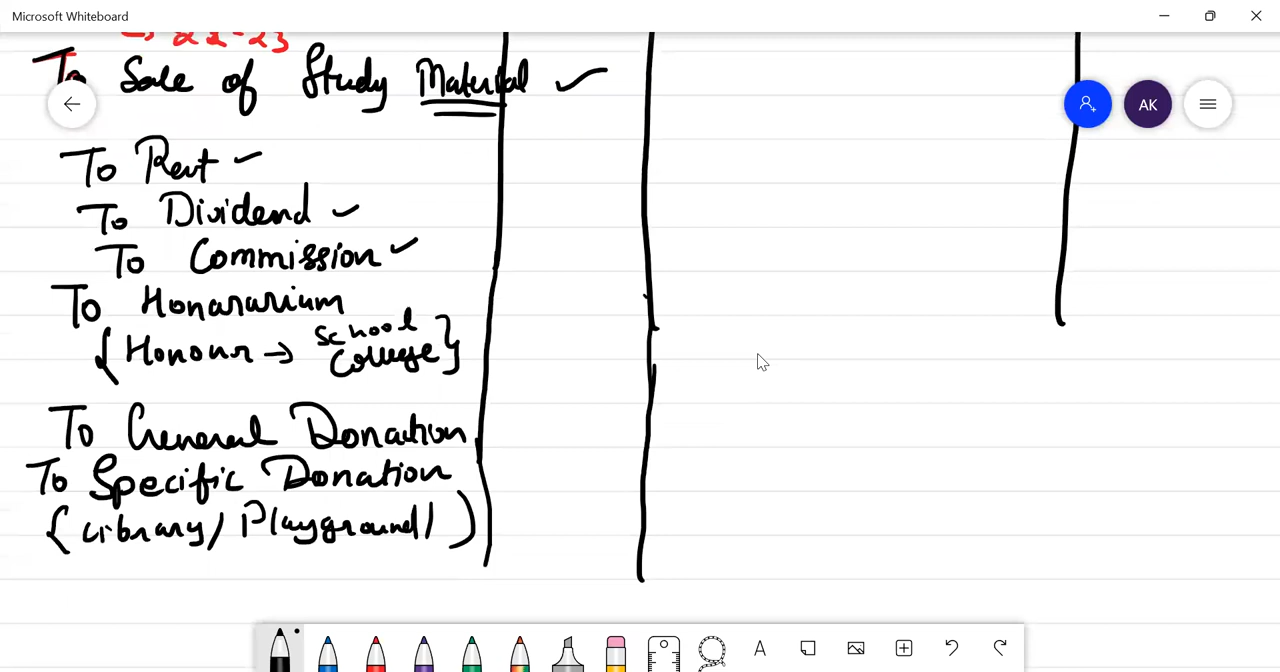 Microsoft Whiteboard
To Sale of Study Material
AK
To Rent
To Dividend
To Commission
To Honararium
{Honour → School College}
To General Donation
To Specific Donation
{Library/ Playground/ )
A